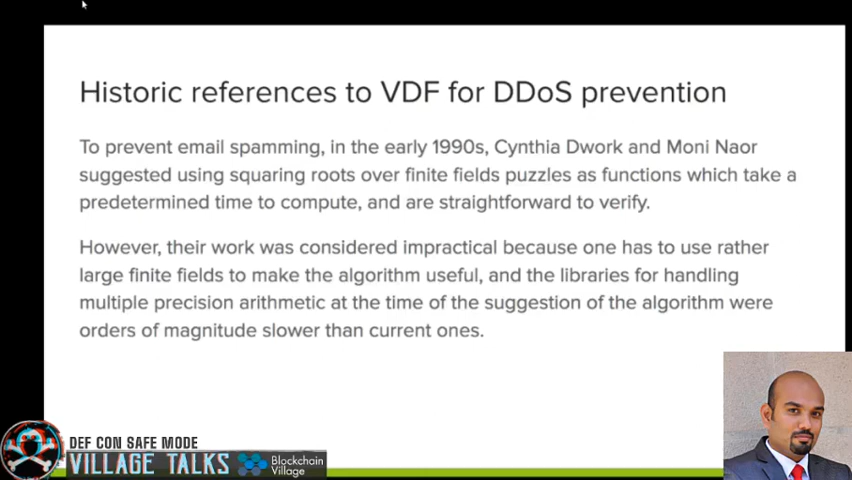 Historic references to VDF for DDoS prevention
To prevent email spamming, in the early 1990s, Cynthia Dwork and Moni Naor
suggested using squaring roots over finite fields puzzles as functions which take a
predetermined time to compute, and are straightforward to verify.
However, their work was considered impractical because one has to use rather
large finite fields to make the algorithm useful, and the libraries for handling
multiple precision arithmetic at the time of the suggestion of the algorithm were
orders of magnitude slower than current ones.
DEF CON SAFE MODE
VILLAGE TALKS
Blockchain
Village